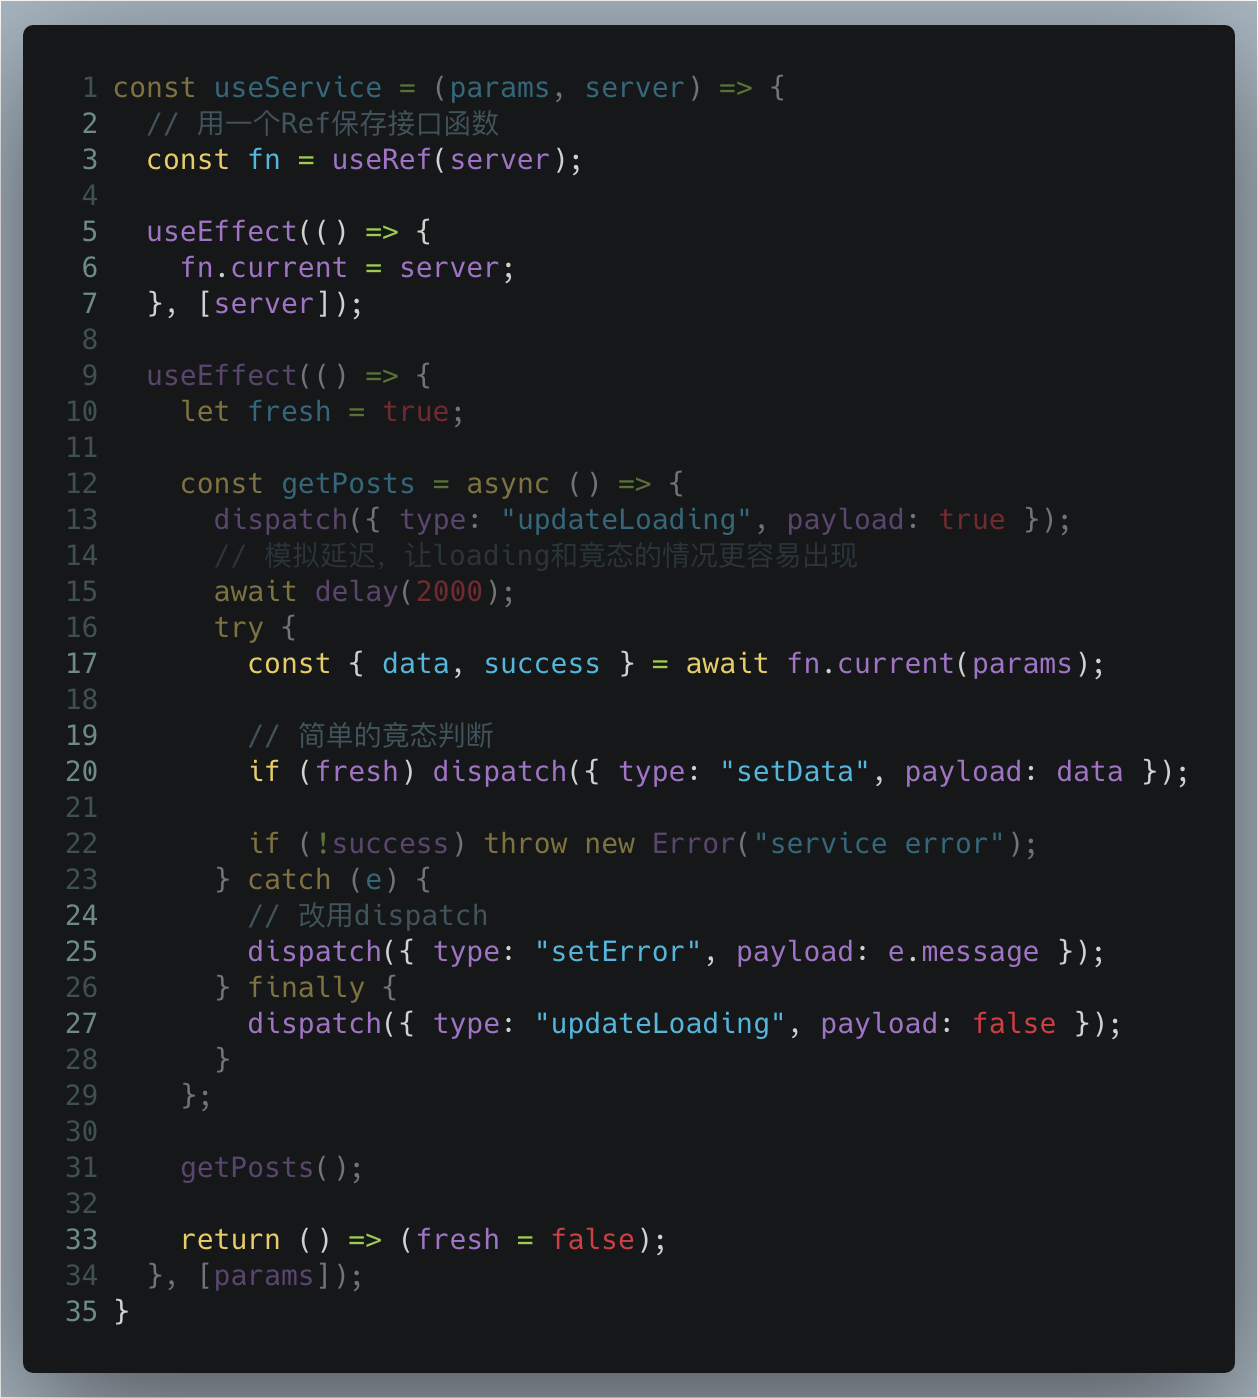 1 const useService = (params, server) => {
2   // 用一个Ref保存接口函数
3   const fn = useRef(server);
4
5   useEffect(() => {
6     fn.current = server;
7   }, [server]);
8
9   useEffect(() => {
10     let fresh = true;
11
12     const getPosts = async () => {
13       dispatch({ type: "updateLoading", payload: true });
14       // 模拟延迟，让loading和竟态的情况更容易出现
15       await delay(2000);
16       try {
17         const { data, success } = await fn.current(params);
18
19         // 简单的竟态判断
20         if (fresh) dispatch({ type: "setData", payload: data });
21
22         if (!success) throw new Error("service error");
23       } catch (e) {
24         // 改用dispatch
25         dispatch({ type: "setError", payload: e.message });
26       } finally {
27         dispatch({ type: "updateLoading", payload: false });
28       }
29     };
30
31     getPosts();
32
33     return () => (fresh = false);
34   }, [params]);
35 }